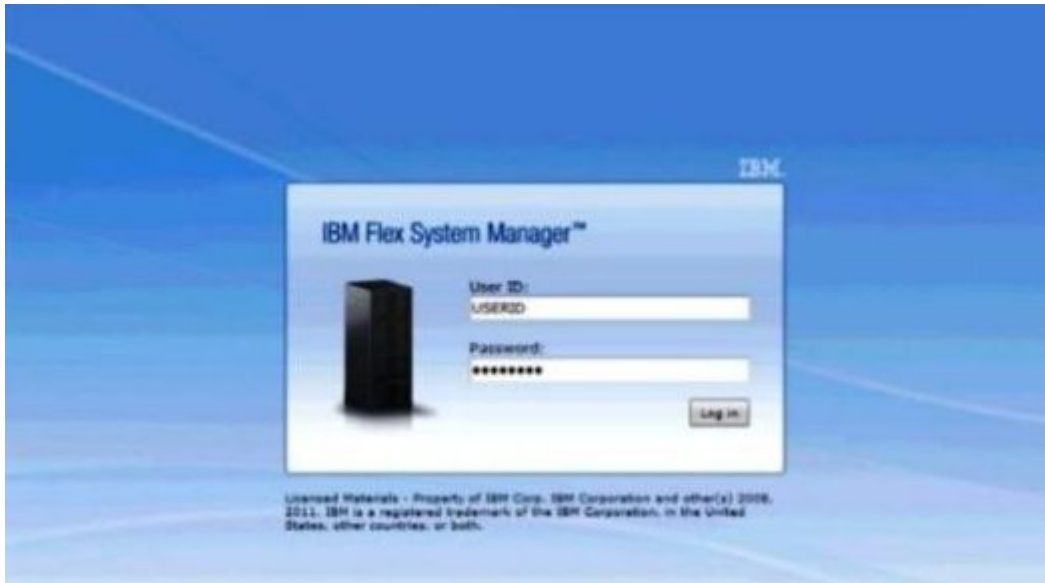 IBM.
IBM Flex System Manager™
User ID:
USERID
Password:
••••••••
Log in
Licensed Materials - Property of IBM Corp. IBM Corporation and other(s) 2009,
2011. IBM is a registered trademark of the IBM Corporation, in the United
States, other countries, or both.